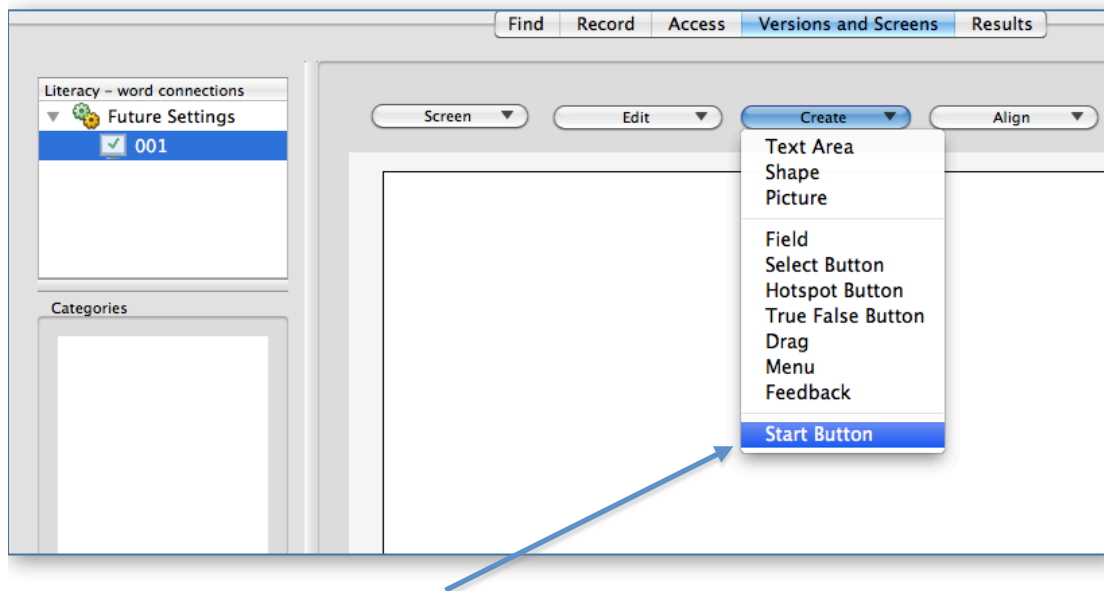 Find Record Access Versions and Screens Results
Literacy – word connections
Future Settings
001
Categories
Screen Edit Create Align
Text Area
Shape
Picture
Field
Select Button
Hotspot Button
True False Button
Drag
Menu
Feedback
Start Button